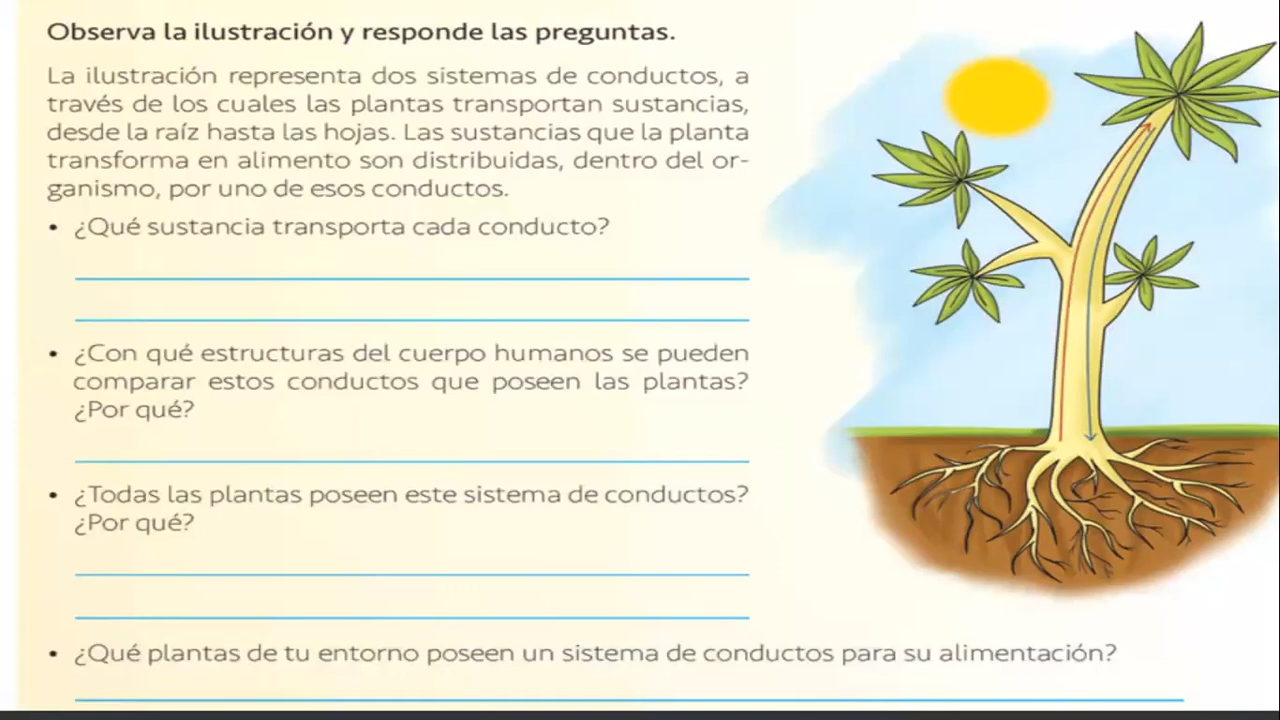 Observa la ilustración y responde las preguntas.
La ilustración representa dos sistemas de conductos, a
través de los cuales las plantas transportan sustancias,
desde la raíz hasta las hojas. Las sustancias que la planta
transforma en alimento son distribuidas, dentro del or-
ganismo, por uno de esos conductos.
• ¿Qué sustancia transporta cada conducto?
• ¿Con qué estructuras del cuerpo humanos se pueden
comparar estos conductos que poseen las plantas?
¿Por qué?
• ¿Todas las plantas poseen este sistema de conductos?
¿Por qué?
• ¿Qué plantas de tu entorno poseen un sistema de conductos para su alimentación?